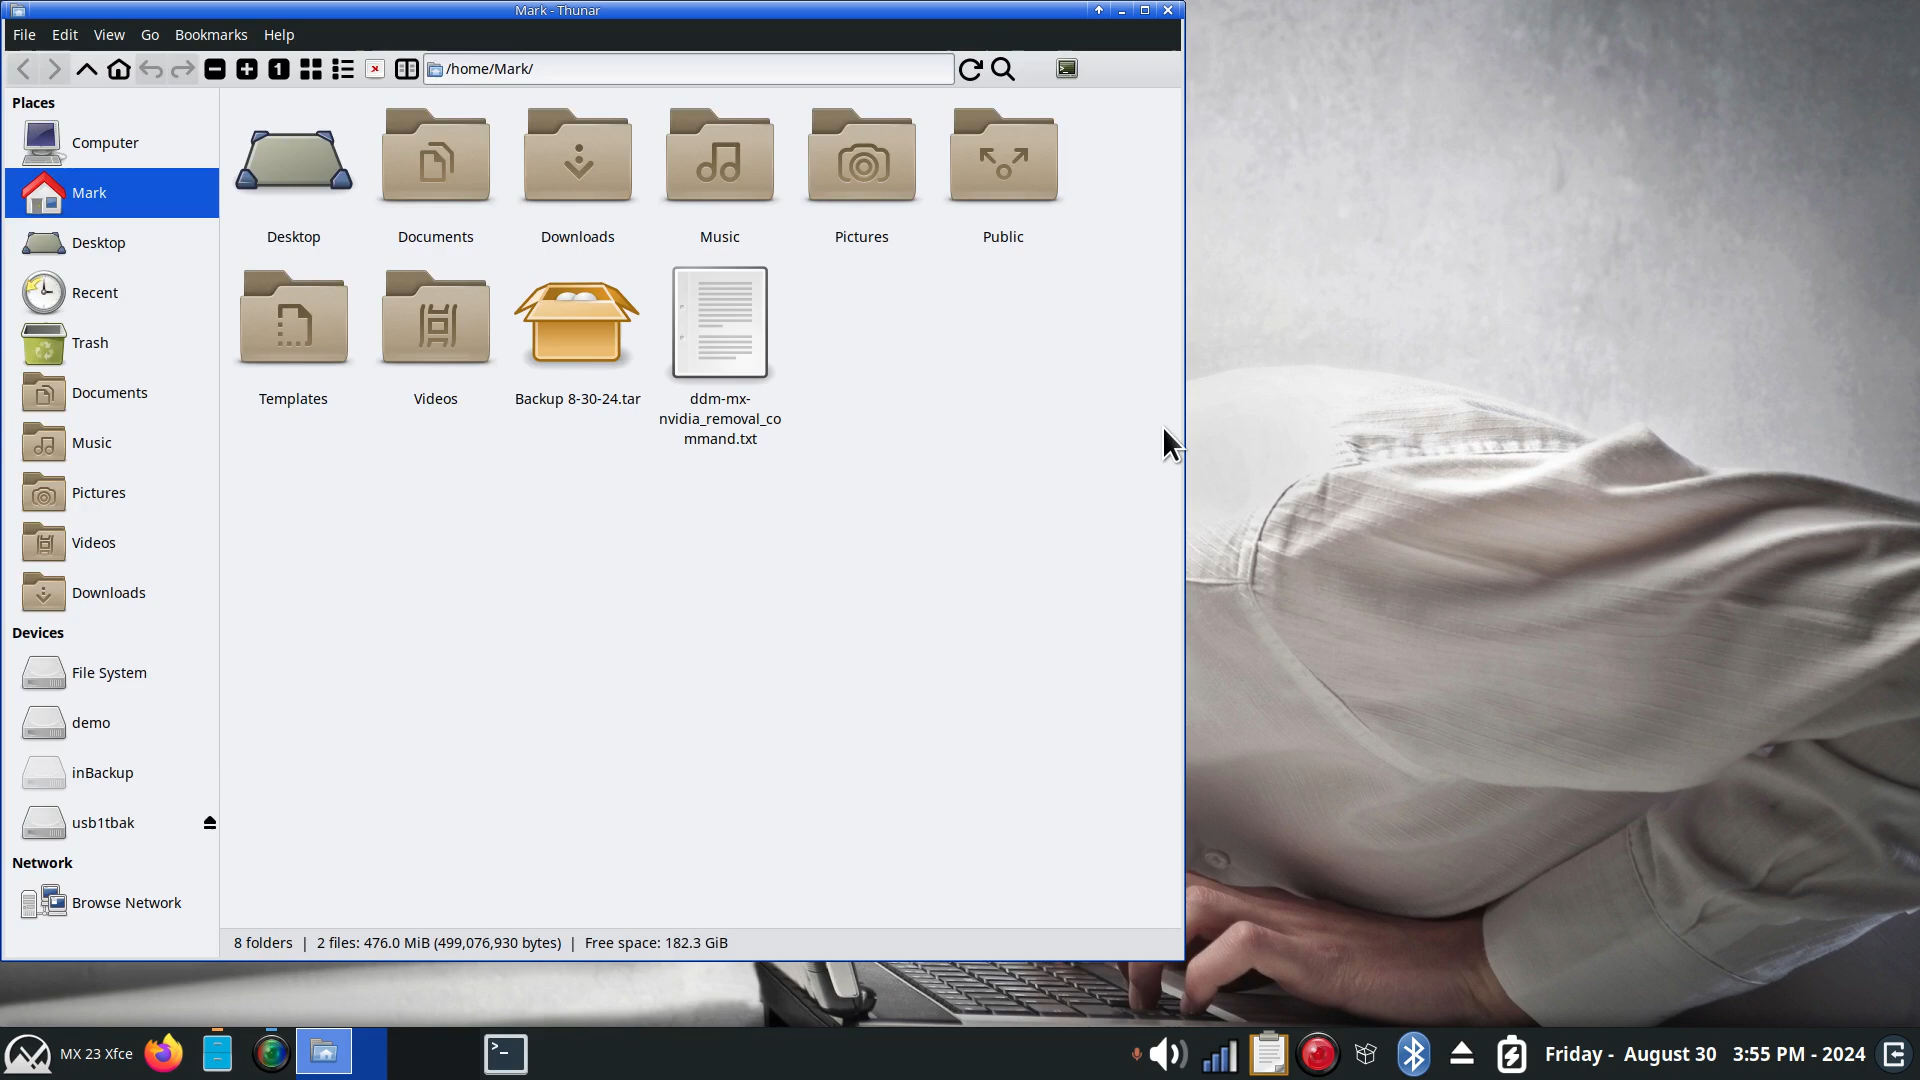 Mark - Thunar
File Edit View Go Bookmarks Help
1 /home/Mark/
Places
Computer
Mark
Desktop
Recent
Trash
Documents
Music
Pictures
Videos
Downloads
Devices
File System
demo
inBackup
usb1tbak
Network
Browse Network
Desktop Documents Downloads Music Pictures Public
Templates Videos Backup 8-30-24.tar ddm-mx-
nvidia_removal_co
mmand.txt
8 folders | 2 files: 476.0 MiB (499,076,930 bytes) | Free space: 182.3 GiB
MX 23 Xfce >_ Friday - August 30 3:55 PM - 2024